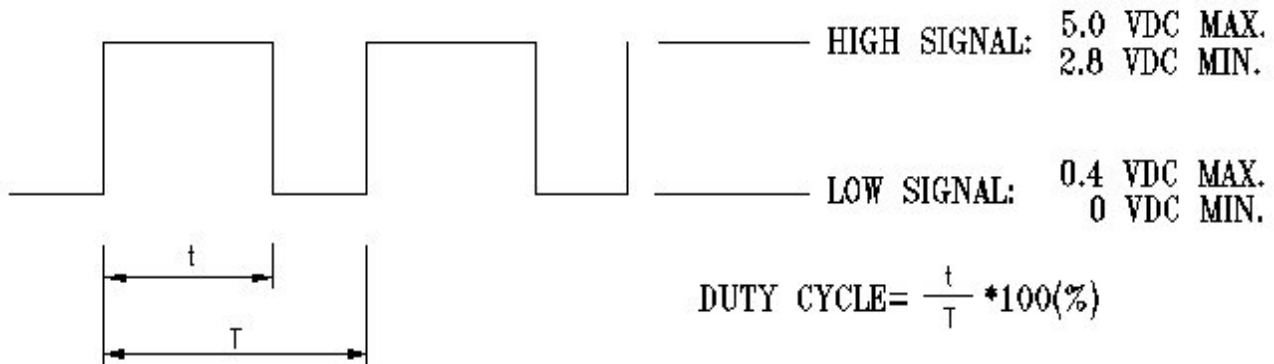 HIGH SIGNAL: 5.0 VDC MAX.
2.8 VDC MIN.
LOW SIGNAL: 0.4 VDC MAX.
0 VDC MIN.
t
T
DUTY CYCLE= t/T *100(%)